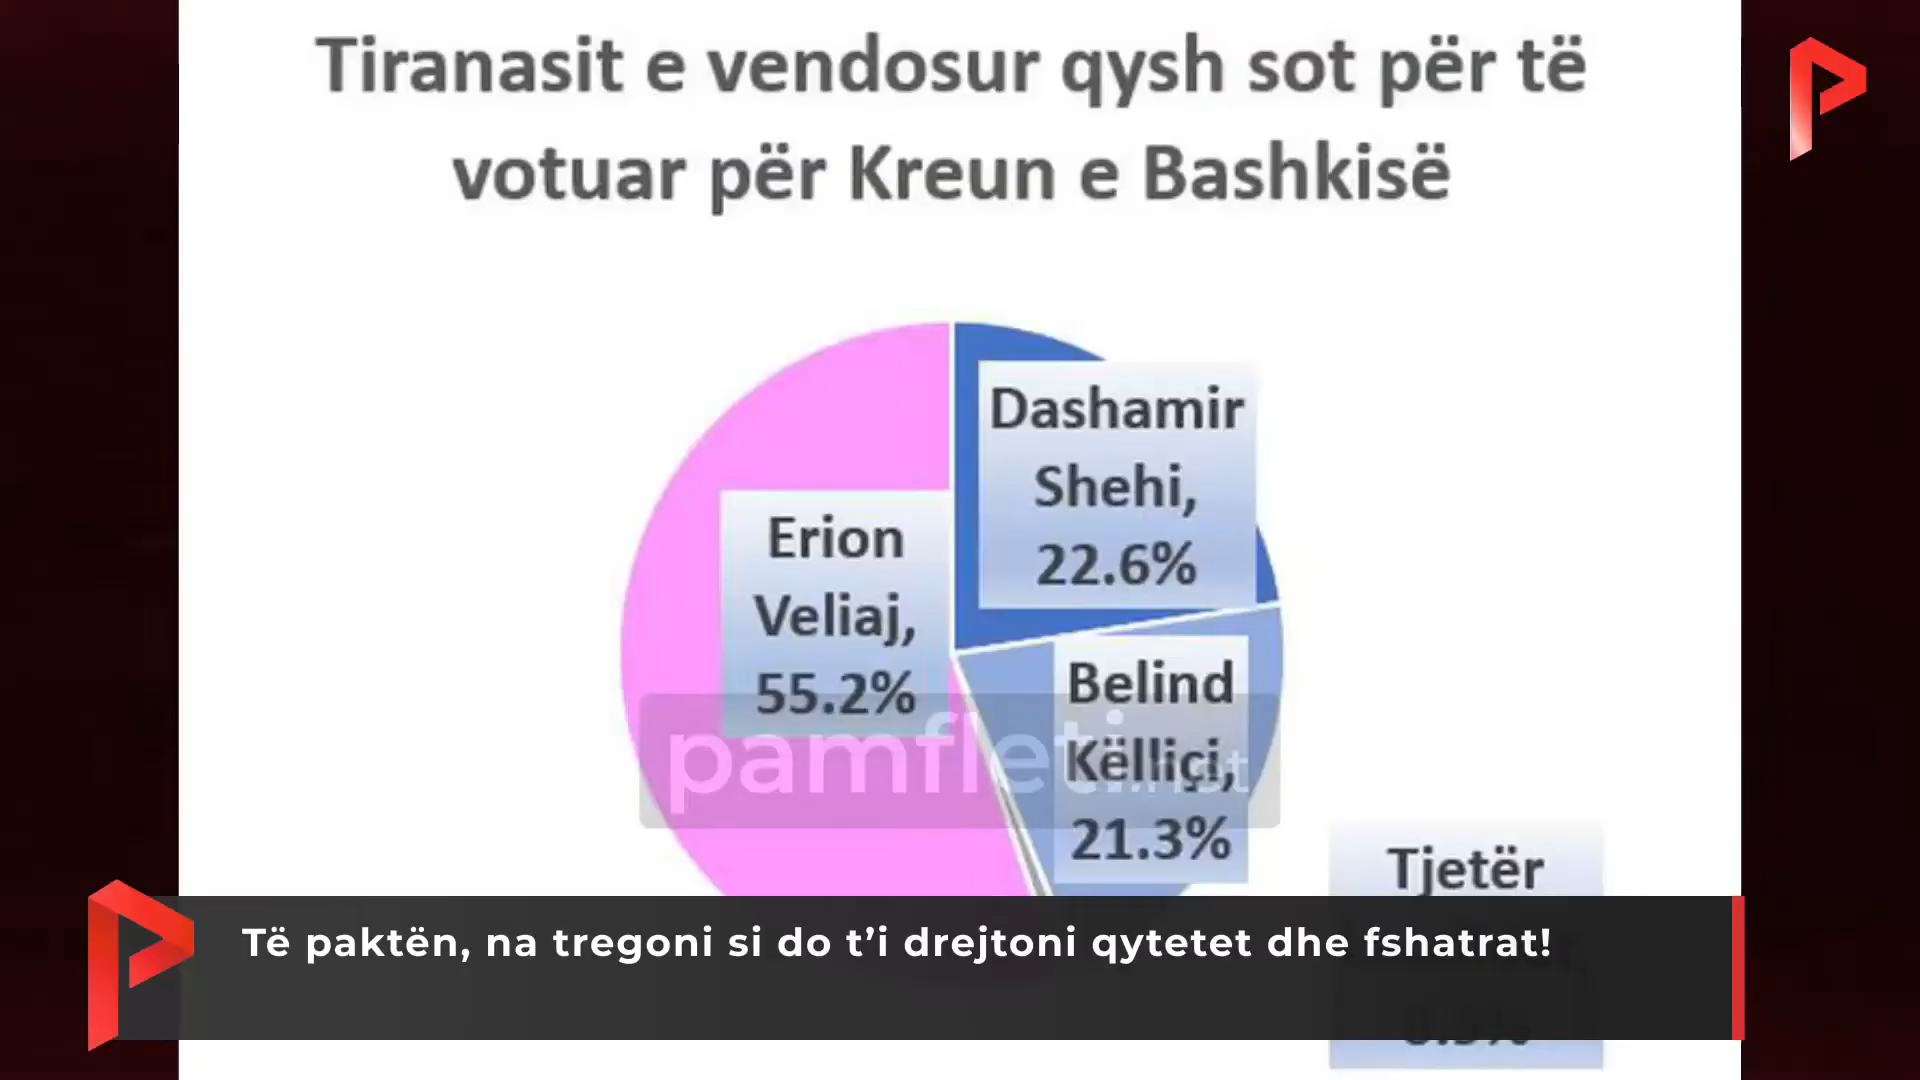 Tiranasit e vendosur qysh sot për të
votuar për Kreun e Bashkisë
Dashamir
Shehi,
22.6%
Erion
Veliaj,
55.2%
Belind
Këlliçi,
21.3%
pamfleti.net
Tjetër
Të paktën, na tregoni si do t’i drejtoni qytetet dhe fshatrat!